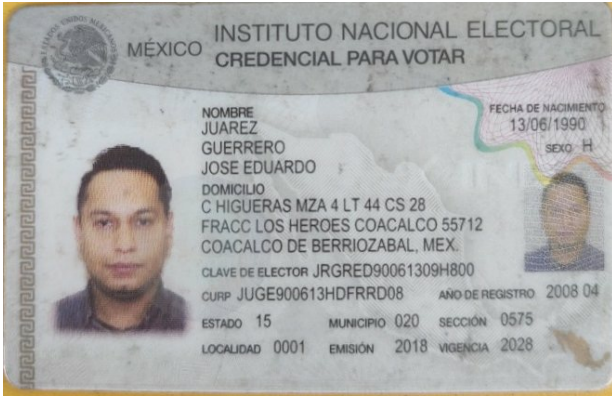 ESTADOS UNIDOS MEXICANOS
MÉXICO
INSTITUTO NACIONAL ELECTORAL
CREDENCIAL PARA VOTAR
NOMBRE
JUAREZ
GUERRERO
JOSE EDUARDO
FECHA DE NACIMIENTO
13/06/1990
SEXO H
DOMICILIO
C HIGUERAS MZA 4 LT 44 CS 28
FRACC LOS HEROES COACALCO 55712
COACALCO DE BERRIOZABAL, MEX.
CLAVE DE ELECTOR JRGRED90061309H800
CURP JUGE900613HDFRRD08 AÑO DE REGISTRO 2008 04
ESTADO 15 MUNICIPIO 020 SECCIÓN 0575
LOCALIDAD 0001 EMISIÓN 2018 VIGENCIA 2028